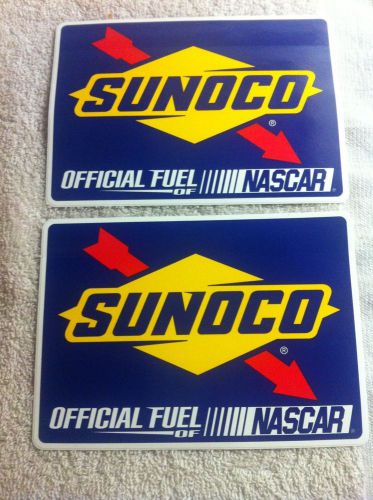 SUNOCO
®
OFFICIAL FUEL OF NASCAR
SUNOCO
®
OFFICIAL FUEL OF NASCAR